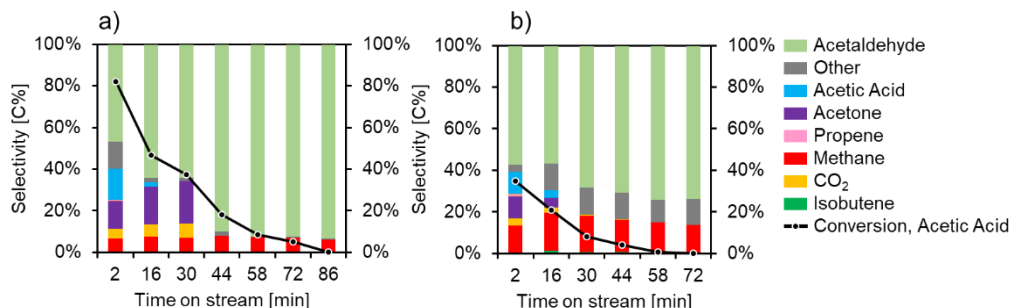 a)
100% 100%
80% 80%
60% 60%
40% 40%
20% 20%
0% 0%
Selectivity [C%]
2 16 30 44 58 72 86
Time on stream [min]
b)
100% 100%
80% 80%
60% 60%
40% 40%
20% 20%
0% 0%
Selectivity [C%]
2 16 30 44 58 72
Time on stream [min]
Acetaldehyde
Other
Acetic Acid
Acetone
Propene
Methane
CO₂
Isobutene
Conversion, Acetic Acid